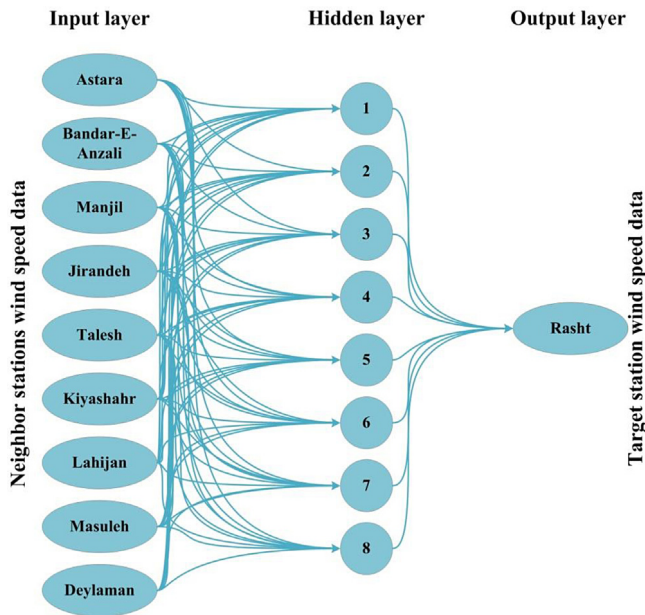 Input layer
Hidden layer
Output layer
Neighbor stations wind speed data
Astara
Bandar-E-
Anzali
Manjil
Jirandeh
Talesh
Kiyashahr
Lahijan
Masuleh
Deylaman
1
2
3
4
5
6
7
8
Rasht
Target station wind speed data